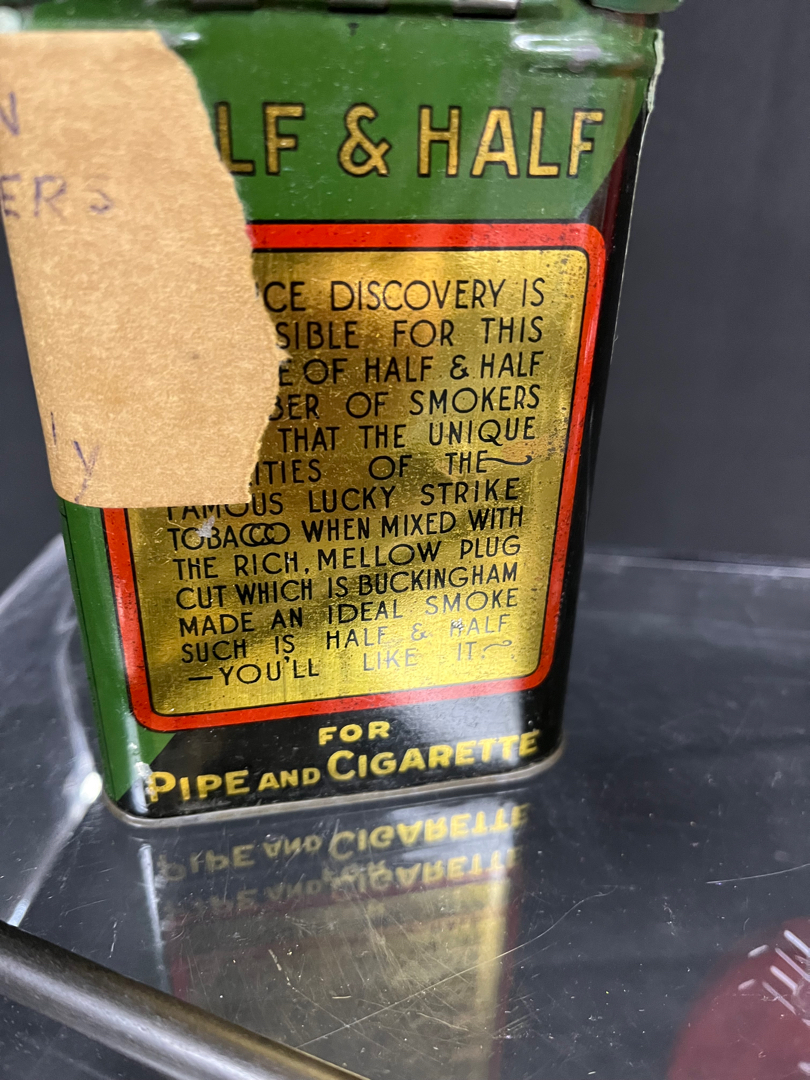 N
ERS
y
LF & HALF
CE DISCOVERY IS
SIBLE FOR THIS
E OF HALF & HALF
BER OF SMOKERS
THAT THE UNIQUE
ITIES OF THE
FAMOUS LUCKY STRIKE
TOBACCO WHEN MIXED WITH
THE RICH, MELLOW PLUG
CUT WHICH IS BUCKINGHAM
MADE AN IDEAL SMOKE
SUCH IS HALF & HALF
—YOU'LL LIKE IT
FOR
PIPE AND CIGARETTE